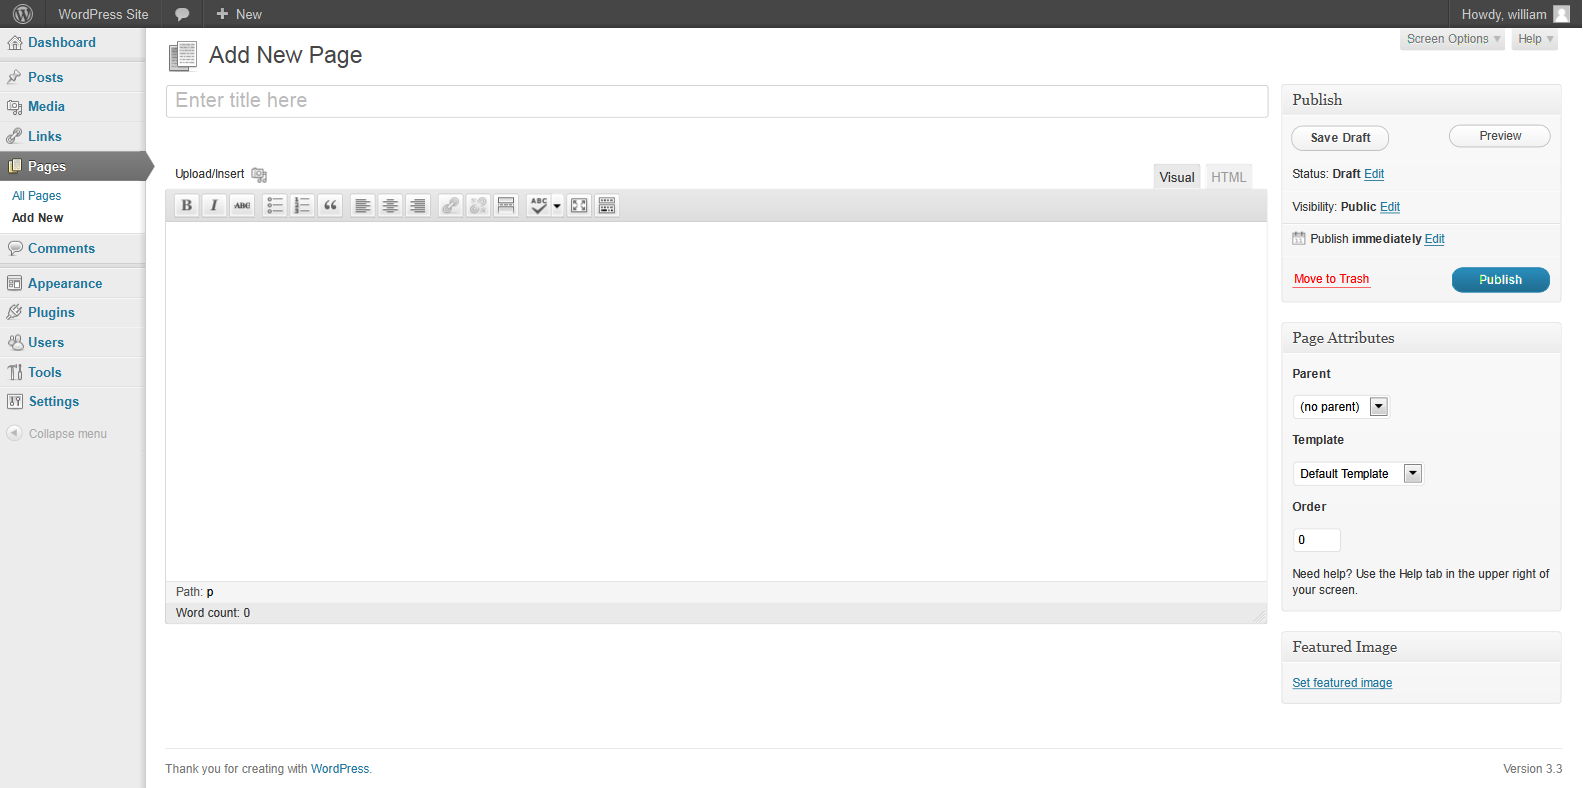 WordPress Site
New
Howdy, william
Dashboard
Posts
Media
Links
Pages
All Pages
Add New
Comments
Appearance
Plugins
Users
Tools
Settings
Collapse menu
Screen Options
Help
Add New Page
Enter title here
Upload/Insert
Visual
HTML
B I ABC
ABC
Path: p
Word count: 0
Publish
Save Draft
Preview
Status: Draft Edit
Visibility: Public Edit
Publish immediately Edit
Move to Trash
Publish
Page Attributes
Parent
(no parent)
Template
Default Template
Order
0
Need help? Use the Help tab in the upper right of
your screen.
Featured Image
Set featured image
Thank you for creating with WordPress.
Version 3.3